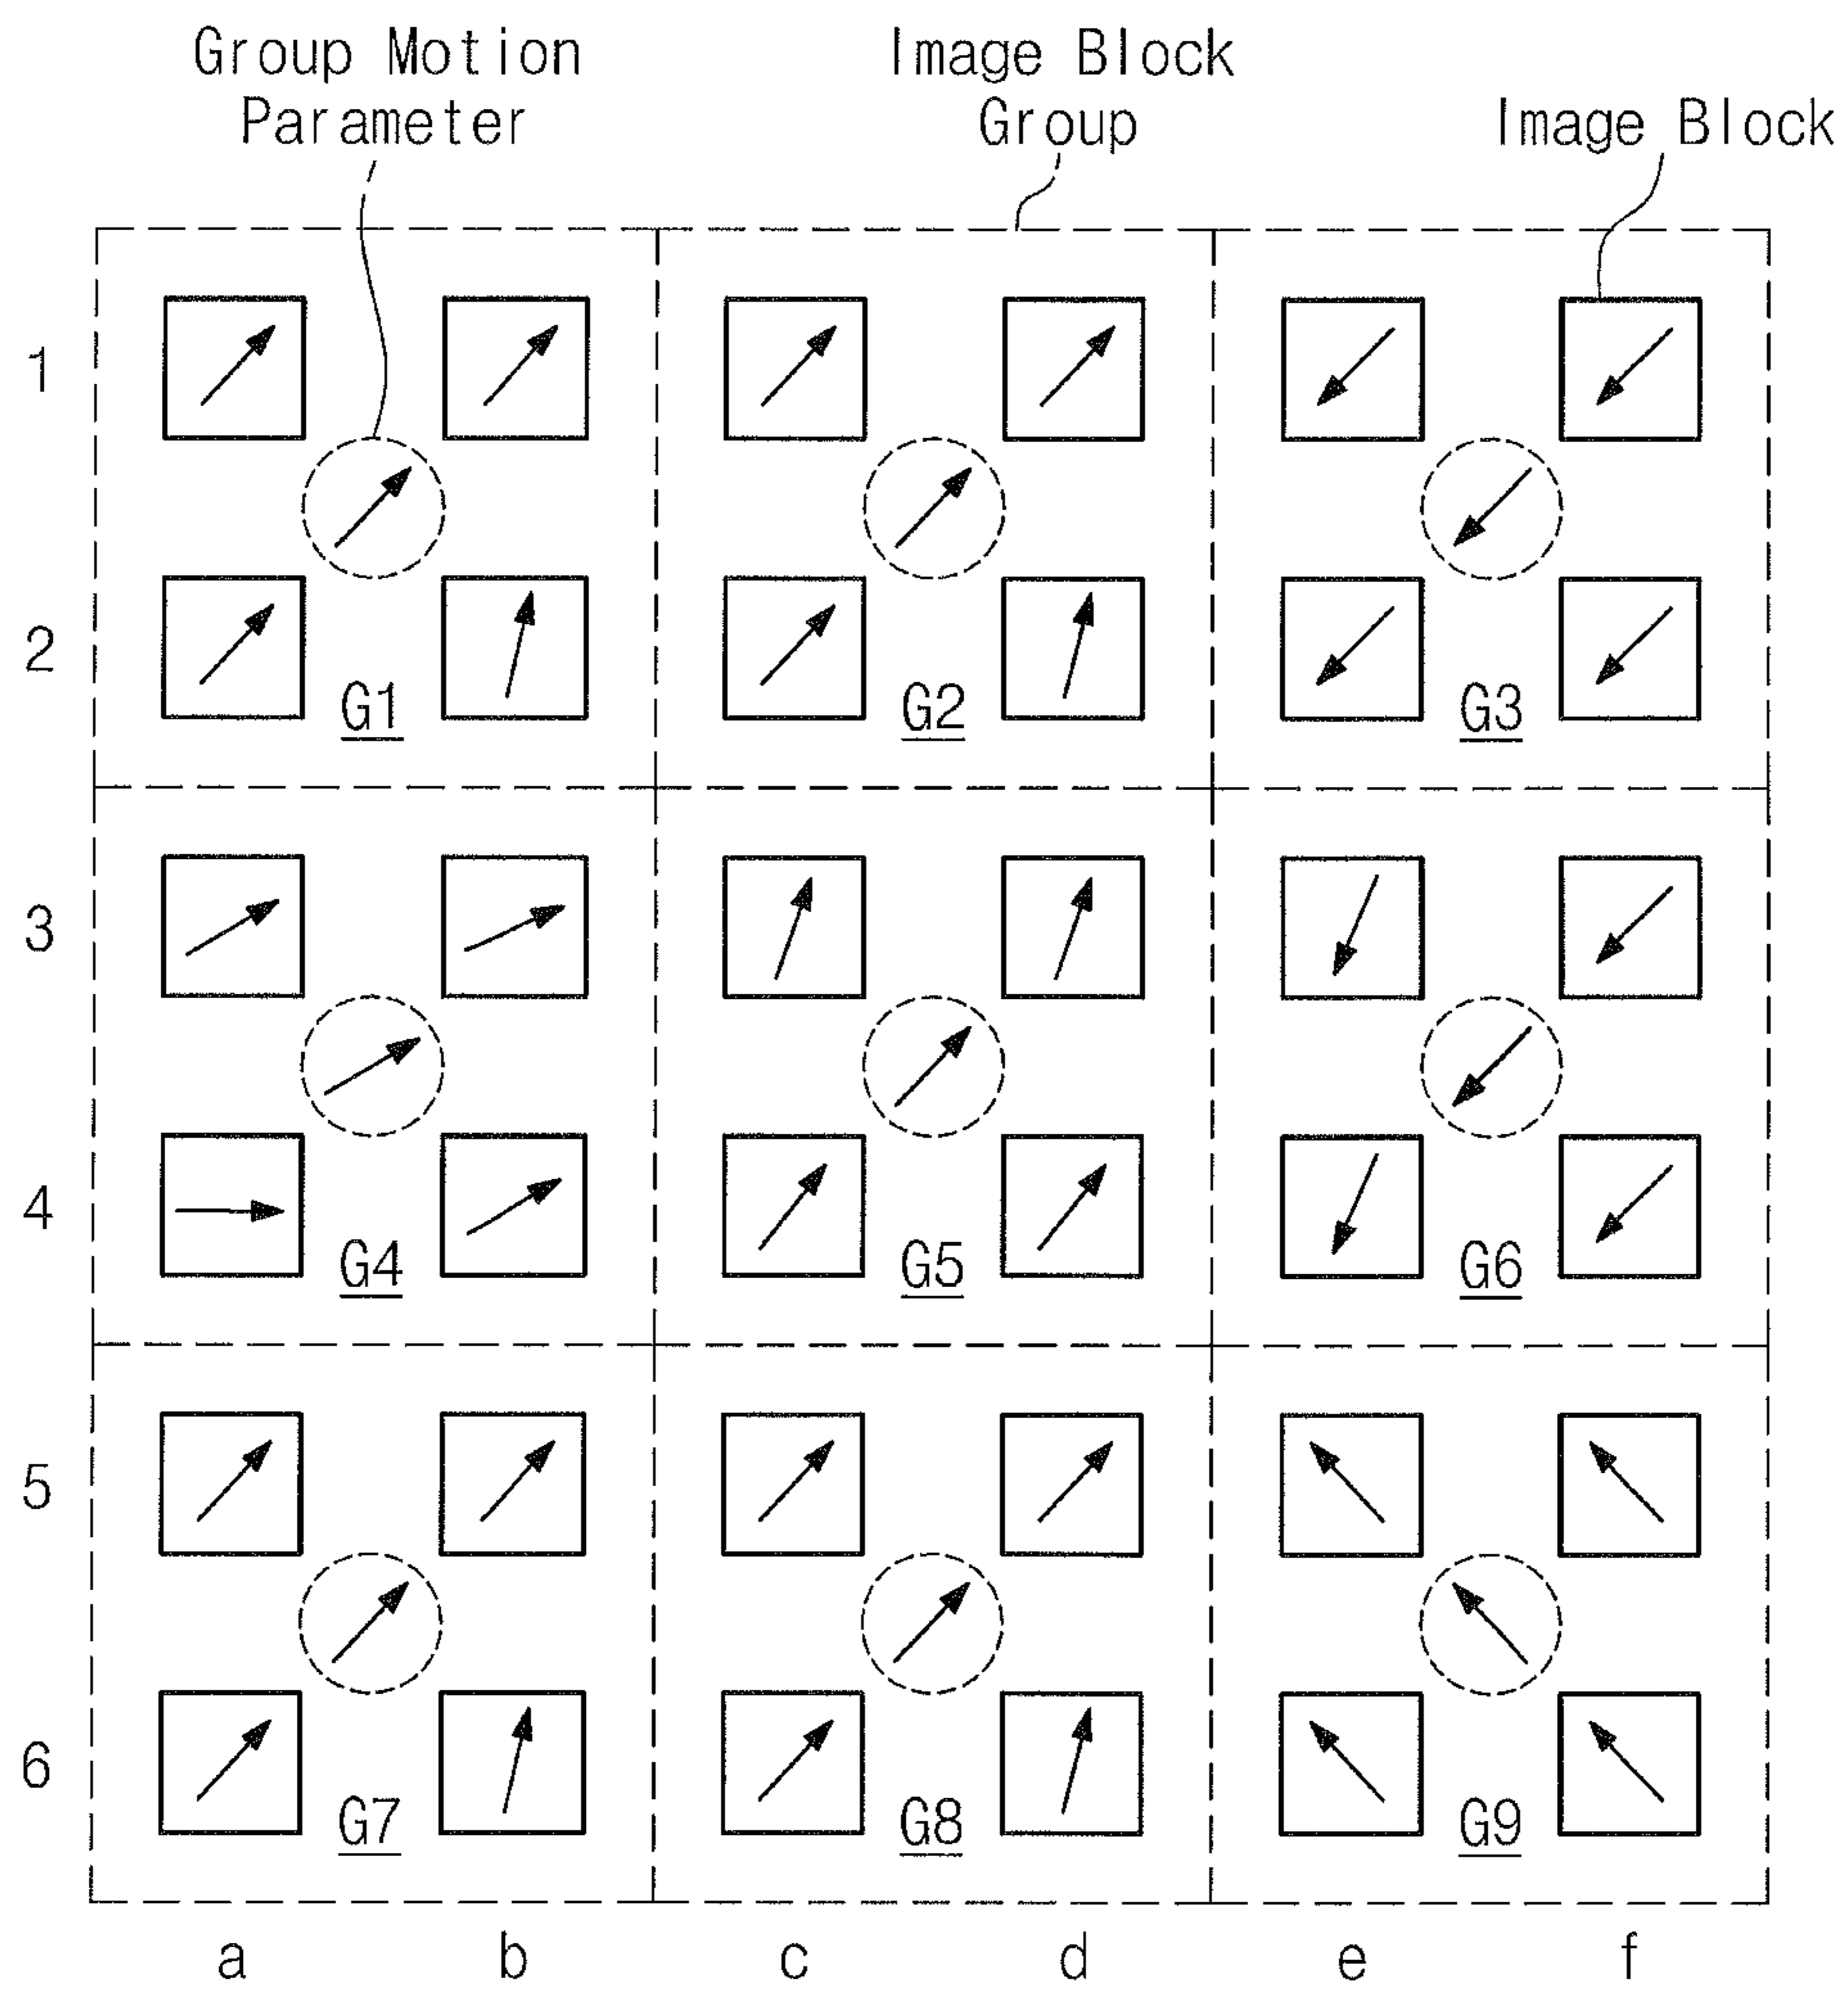 Group Motion
Parameter
Image Block
Group
Image Block
1
2
G1
G2
G3
3
4
G4
G5
G6
5
6
G7
G8
G9
a b c d e f